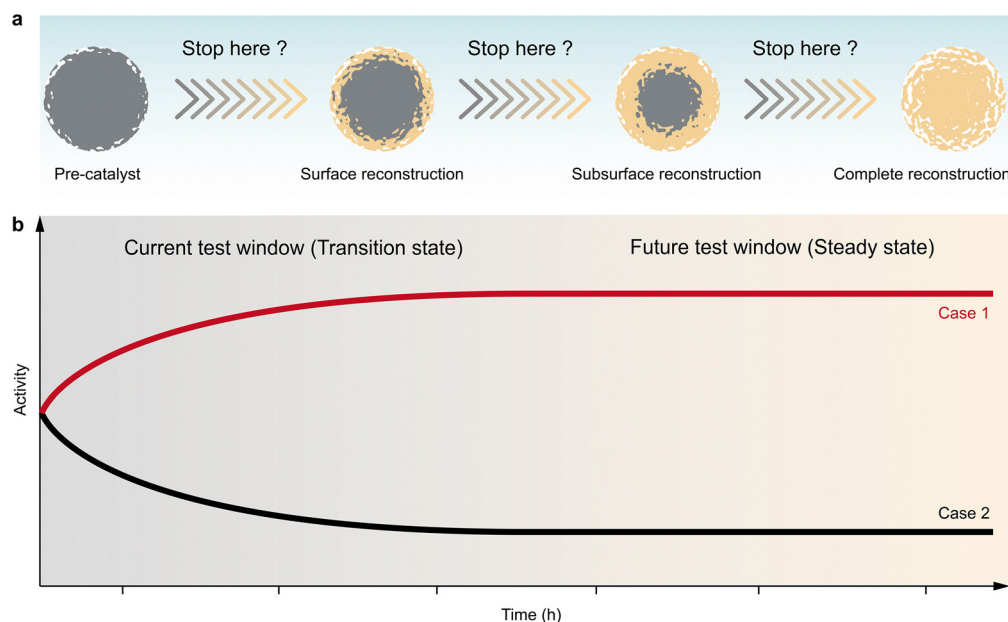 a
Stop here ?
Stop here ?
Stop here ?
Pre-catalyst
Surface reconstruction
Subsurface reconstruction
Complete reconstruction
b
Current test window (Transition state)
Future test window (Steady state)
Case 1
Activity
Case 2
Time (h)